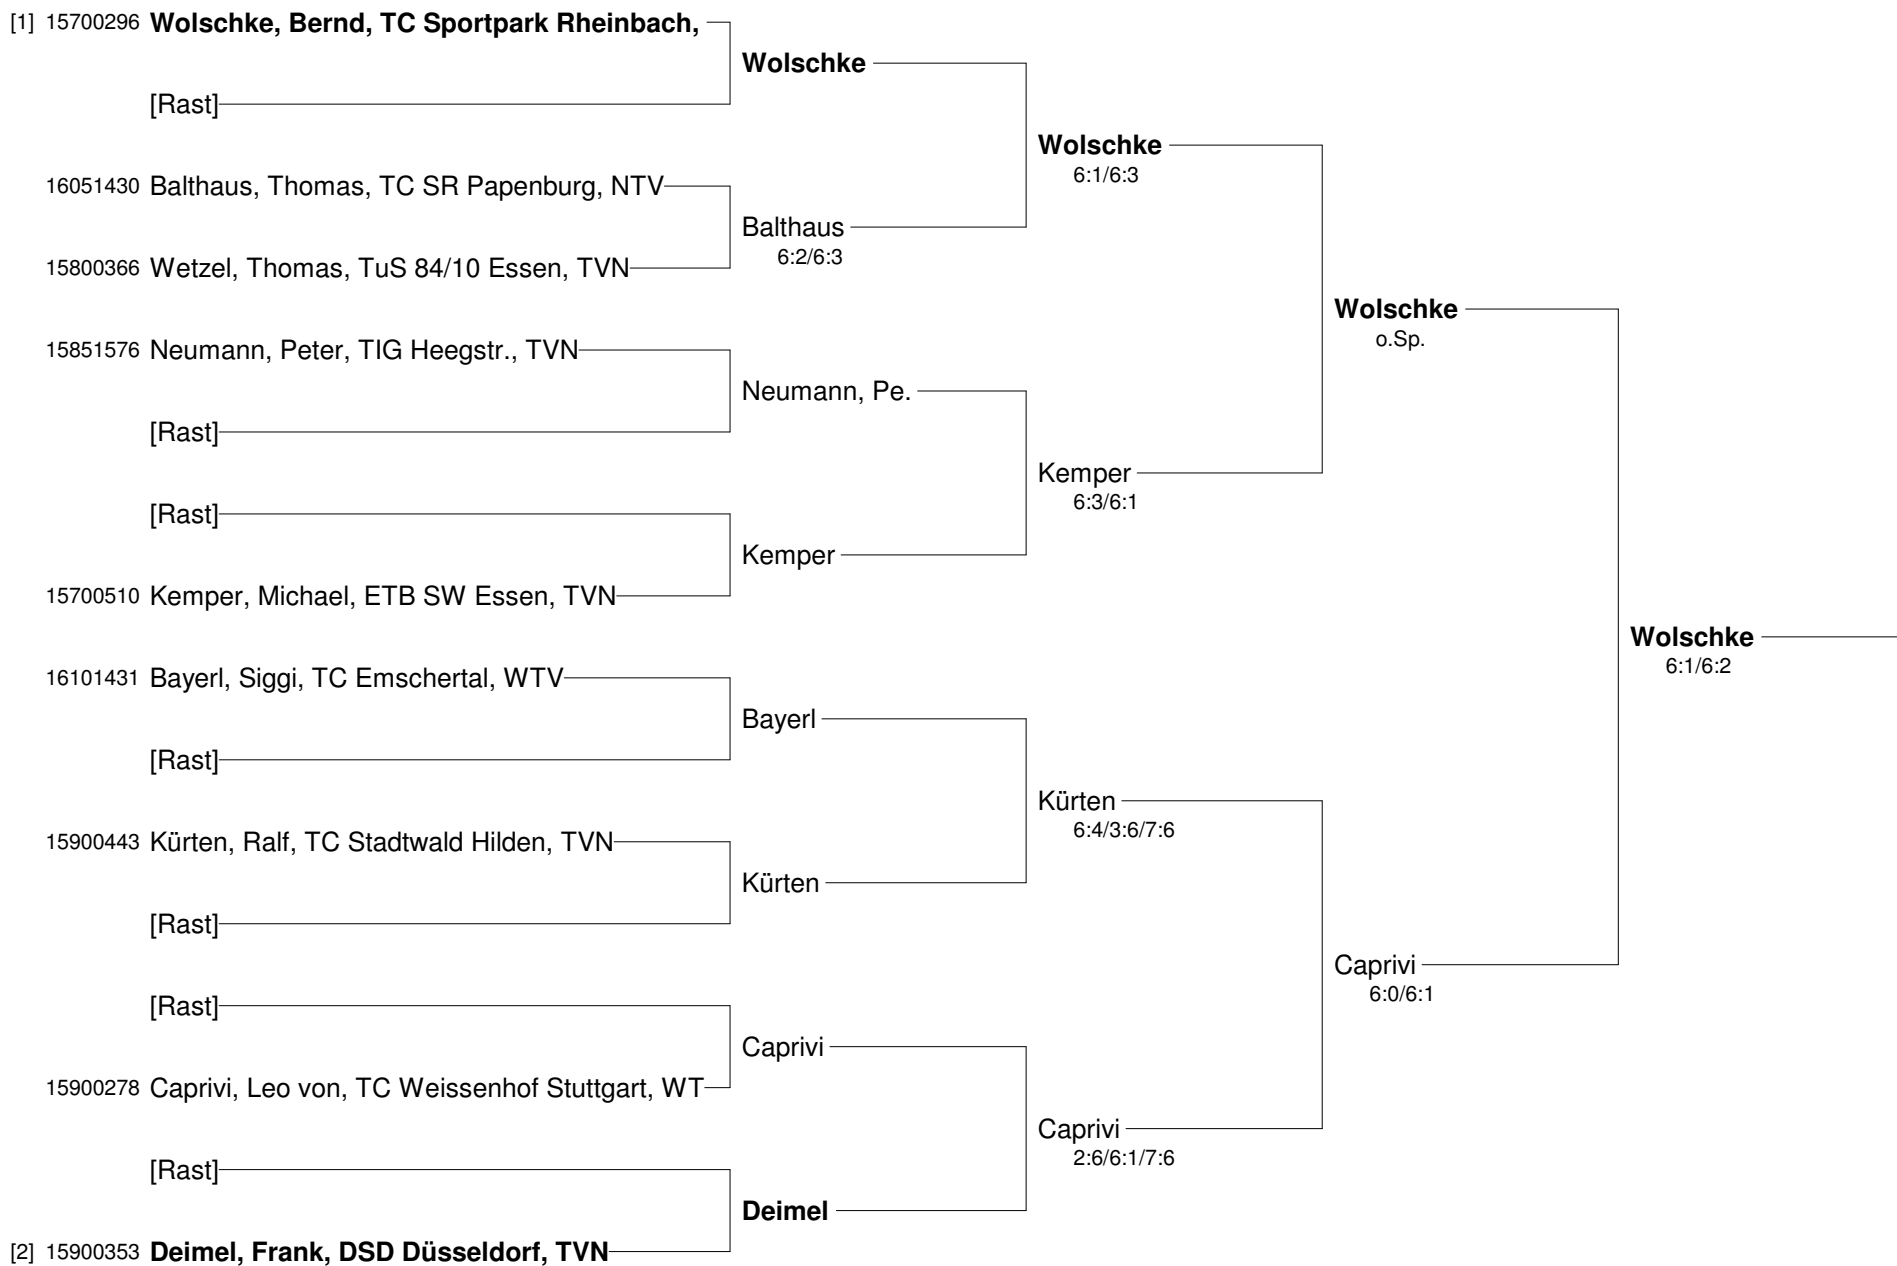 [1] 15700296 Wolschke, Bernd, TC Sportpark Rheinbach,
Wolschke
[Rast]
Wolschke
6:1/6:3
16051430 Balthaus, Thomas, TC SR Papenburg, NTV
Balthaus
6:2/6:3
15800366 Wetzel, Thomas, TuS 84/10 Essen, TVN
Wolschke
o.Sp.
15851576 Neumann, Peter, TIG Heegstr., TVN
Neumann, Pe.
[Rast]
Kemper
6:3/6:1
[Rast]
Kemper
15700510 Kemper, Michael, ETB SW Essen, TVN
Wolschke
6:1/6:2
16101431 Bayerl, Siggi, TC Emschertal, WTV
Bayerl
[Rast]
Kürten
6:4/3:6/7:6
15900443 Kürten, Ralf, TC Stadtwald Hilden, TVN
Kürten
[Rast]
Caprivi
6:0/6:1
[Rast]
Caprivi
15900278 Caprivi, Leo von, TC Weissenhof Stuttgart, WT
Caprivi
2:6/6:1/7:6
[Rast]
Deimel
[2] 15900353 Deimel, Frank, DSD Düsseldorf, TVN